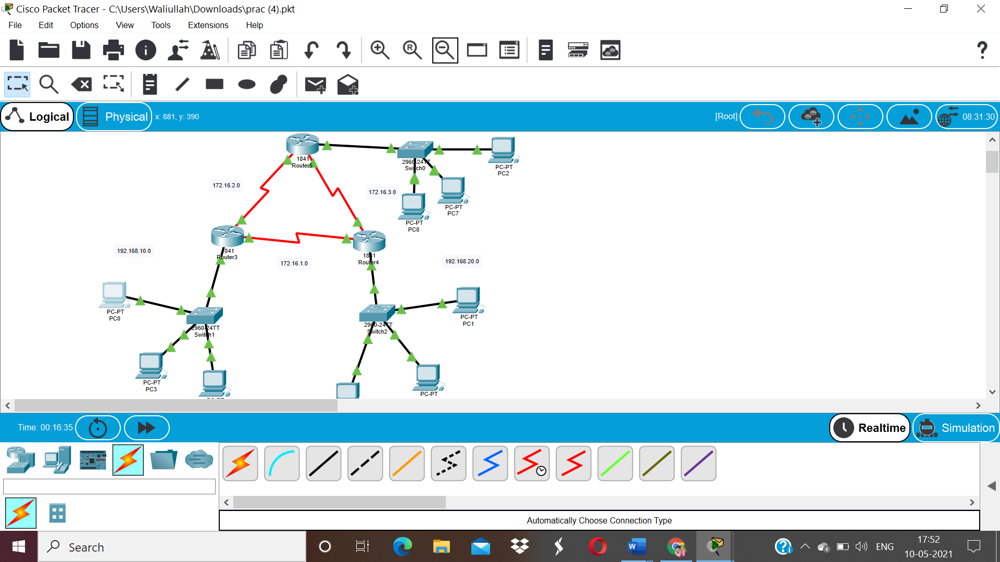 Cisco Packet Tracer - C:\Users\Waliullah\Downloads\prac (4).pkt
File Edit Options View Tools Extensions Help
Logical Physical x: 881, y: 390 [Root] 08:31:30
1841
Router5
2960-24TT
Switch0
PC-PT
PC2
172.16.2.0
172.16.3.0
PC-PT
PC7
PC-PT
PC8
1841
Router3
1841
Router4
192.168.10.0
172.16.1.0
192.168.20.0
PC-PT
PC0
2960-24TT
Switch1
2960-24TT
Switch2
PC-PT
PC1
PC-PT
PC3
PC-PT
Time: 00:16:35 Realtime Simulation
Automatically Choose Connection Type
Search
ENG
17:52
10-05-2021